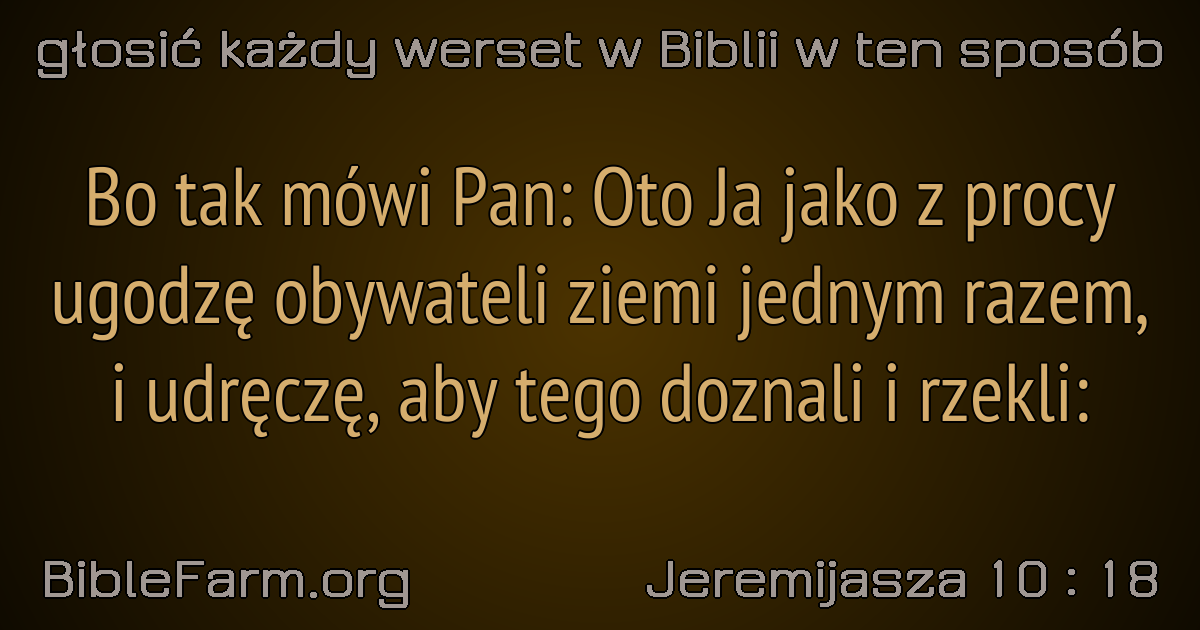 głosić każdy werset w Biblii w ten sposób
Bo tak mówi Pan: Oto Ja jako z procy
ugodzę obywateli ziemi jednym razem,
i udręczę, aby tego doznali i rzekli:
BibleFarm.org
Jeremijasza 10 : 18